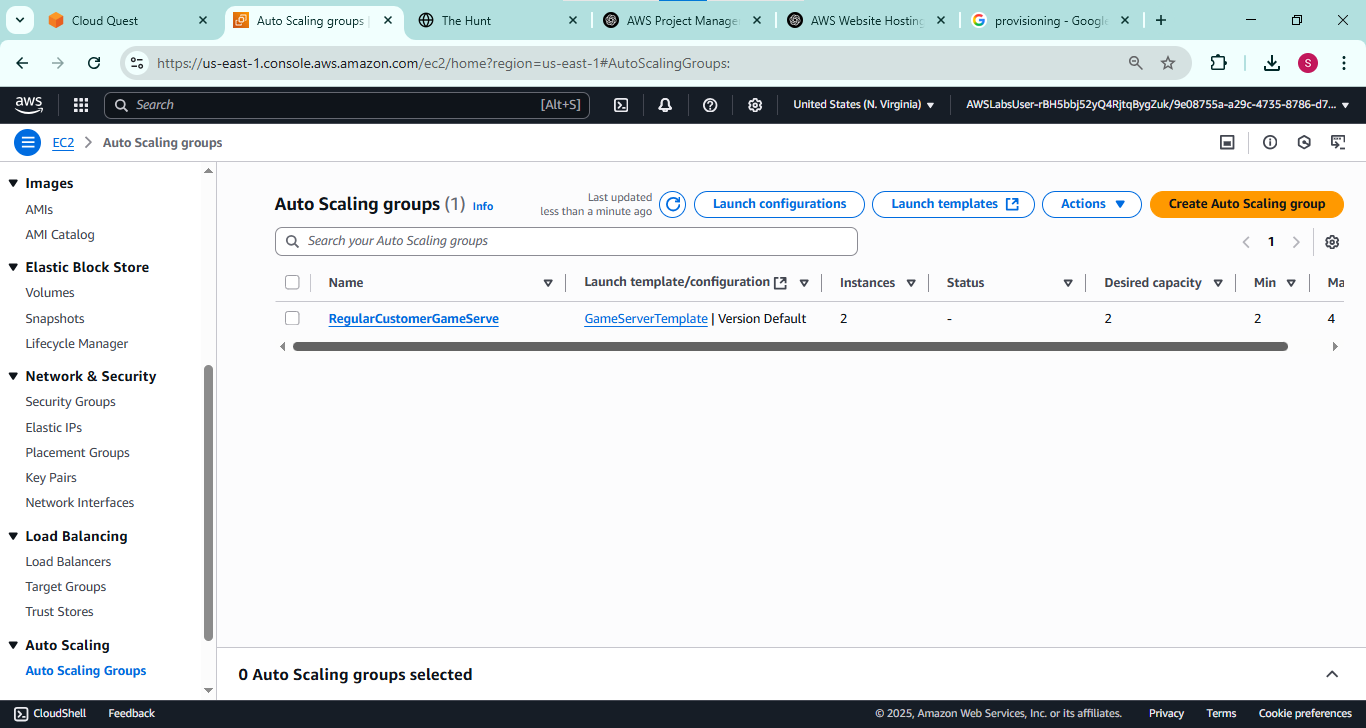 Cloud Quest
Auto Scaling groups |
The Hunt
AWS Project Manage
AWS Website Hosting
provisioning - Google
https://us-east-1.console.aws.amazon.com/ec2/home?region=us-east-1#AutoScalingGroups:
S
aws
Search
[Alt+S]
United States (N. Virginia)
AWSLabsUser-rBH5bbj52yQ4RjtqBygZuk/9e08755a-a29c-4735-8786-d7...
EC2
Auto Scaling groups
Images
AMIs
AMI Catalog
Elastic Block Store
Volumes
Snapshots
Lifecycle Manager
Network & Security
Security Groups
Elastic IPs
Placement Groups
Key Pairs
Network Interfaces
Load Balancing
Load Balancers
Target Groups
Trust Stores
Auto Scaling
Auto Scaling Groups
Auto Scaling groups (1) Info
Last updated
less than a minute ago
Launch configurations
Launch templates
Actions
Create Auto Scaling group
Search your Auto Scaling groups
1
Name Launch template/configuration Instances Status Desired capacity Min Ma
RegularCustomerGameServe GameServerTemplate | Version Default 2 - 2 2 4
0 Auto Scaling groups selected
CloudShell Feedback © 2025, Amazon Web Services, Inc. or its affiliates. Privacy Terms Cookie preferences